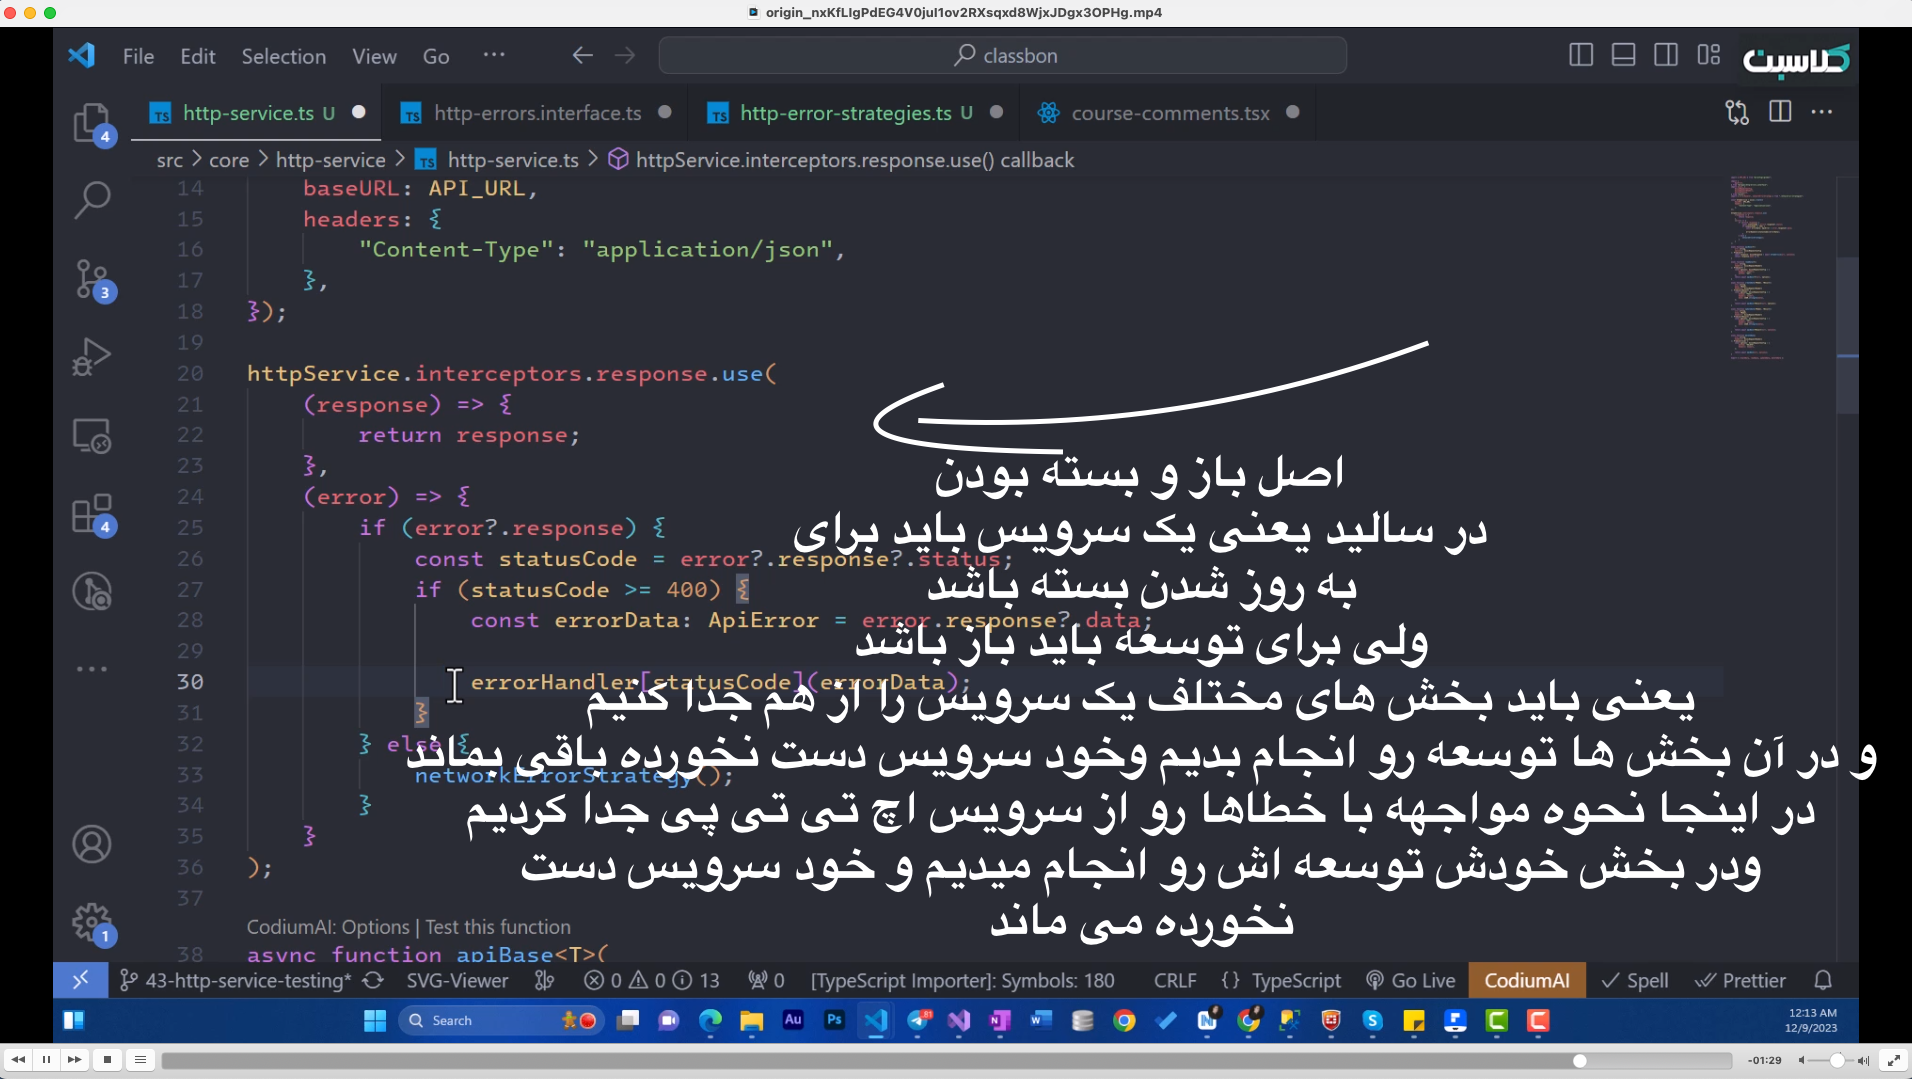 origin_nxKfLIgPdEG4V0jul1ov2RXsqxd8WjxJDgx3OPHg.mp4
File Edit Selection View Go ··· classbon
کلاسبن
http-service.ts U http-errors.interface.ts http-error-strategies.ts U course-comments.tsx
src > core > http-service > TS http-service.ts > httpService.interceptors.response.use() callback
14 baseURL: API_URL,
15 headers: {
16 "Content-Type": "application/json",
17 },
18 });
19
20 httpService.interceptors.response.use(
21 (response) => {
22 return response;
23 },
24 (error) => {
25 if (error?.response) {
26 const statusCode = error?.response?.status;
27 if (statusCode >= 400) {
28 const errorData: ApiError = error.response?.data;
29
30 errorHandler[statusCode](errorData);
31 }
32 } else {
33 networkErrorStrategy();
34 }
35 }
36 );
37
CodiumAI: Options | Test this function
38 async function apiBase<T>(
اصل باز و بسته بودن
در سالید یعنی یک سرویس باید برای
به روز شدن بسته باشد
ولی برای توسعه باید باز باشد
یعنی باید بخش های مختلف یک سرویس را از هم جدا کنیم
و در آن بخش ها توسعه رو انجام بدیم وخود سرویس دست نخورده باقی بماند
در اینجا نحوه مواجهه با خطاها رو از سرویس اچ تی تی پی جدا کردیم
ودر بخش خودش توسعه اش رو انجام میدیم و خود سرویس دست
نخورده می ماند
4
3
4
1
43-http-service-testing* SVG-Viewer 0 0 13 0 [TypeScript Importer]: Symbols: 180 CRLF {} TypeScript Go Live CodiumAI Spell Prettier
Search Au Ps 81 12:13 AM
12/9/2023
-01:29